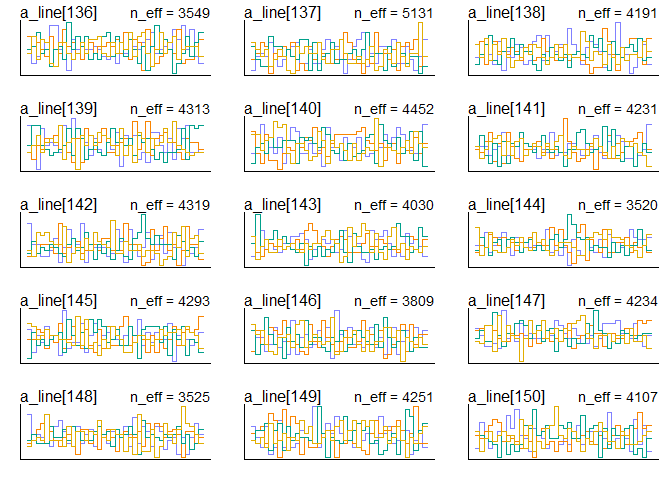 a_line[136] n_eff = 3549 a_line[137] n_eff = 5131 a_line[138] n_eff = 4191
a_line[139] n_eff = 4313 a_line[140] n_eff = 4452 a_line[141] n_eff = 4231
a_line[142] n_eff = 4319 a_line[143] n_eff = 4030 a_line[144] n_eff = 3520
a_line[145] n_eff = 4293 a_line[146] n_eff = 3809 a_line[147] n_eff = 4234
a_line[148] n_eff = 3525 a_line[149] n_eff = 4251 a_line[150] n_eff = 4107